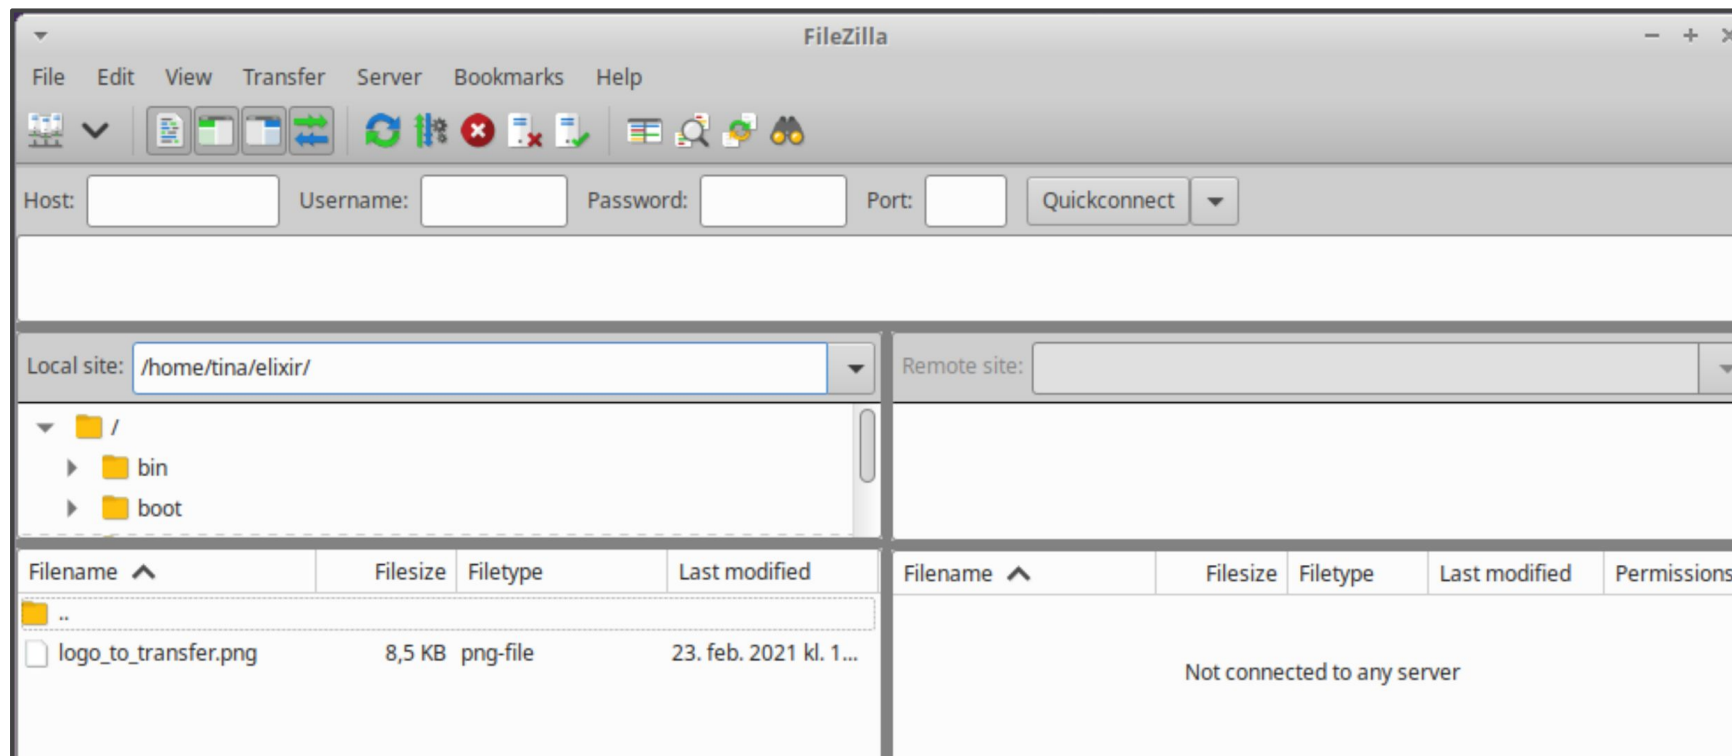 FileZilla
File Edit View Transfer Server Bookmarks Help
Host: Username: Password: Port: Quickconnect
Local site: /home/tina/elixir/
Remote site:
/
bin
boot
Filename Filesize Filetype Last modified
..
logo_to_transfer.png 8,5 KB png-file 23. feb. 2021 kl. 1...
Filename Filesize Filetype Last modified Permissions
Not connected to any server